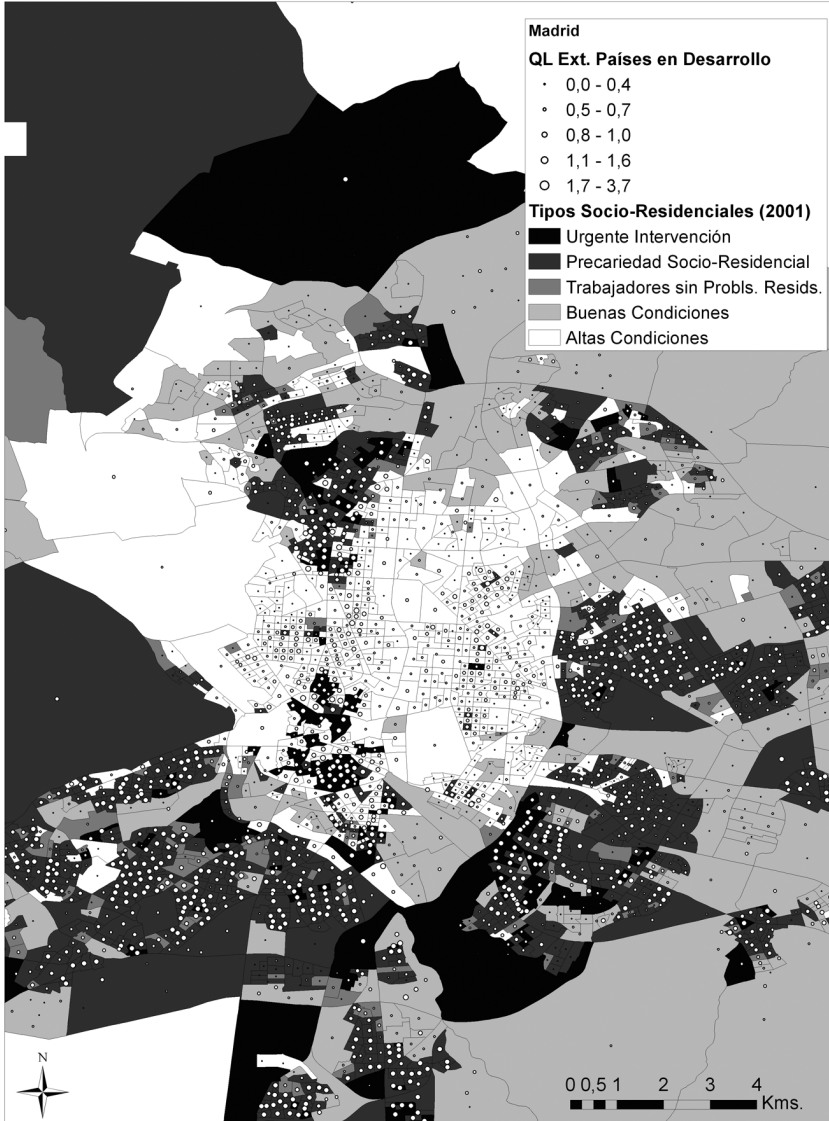 Madrid
QL Ext. Países en Desarrollo
0,0 - 0,4
0,5 - 0,7
0,8 - 1,0
1,1 - 1,6
1,7 - 3,7
Tipos Socio-Residenciales (2001)
Urgente Intervención
Precariedad Socio-Residencial
Trabajadores sin Probls. Resids.
Buenas Condiciones
Altas Condiciones
N
0 0,5 1 2 3 4
Kms.